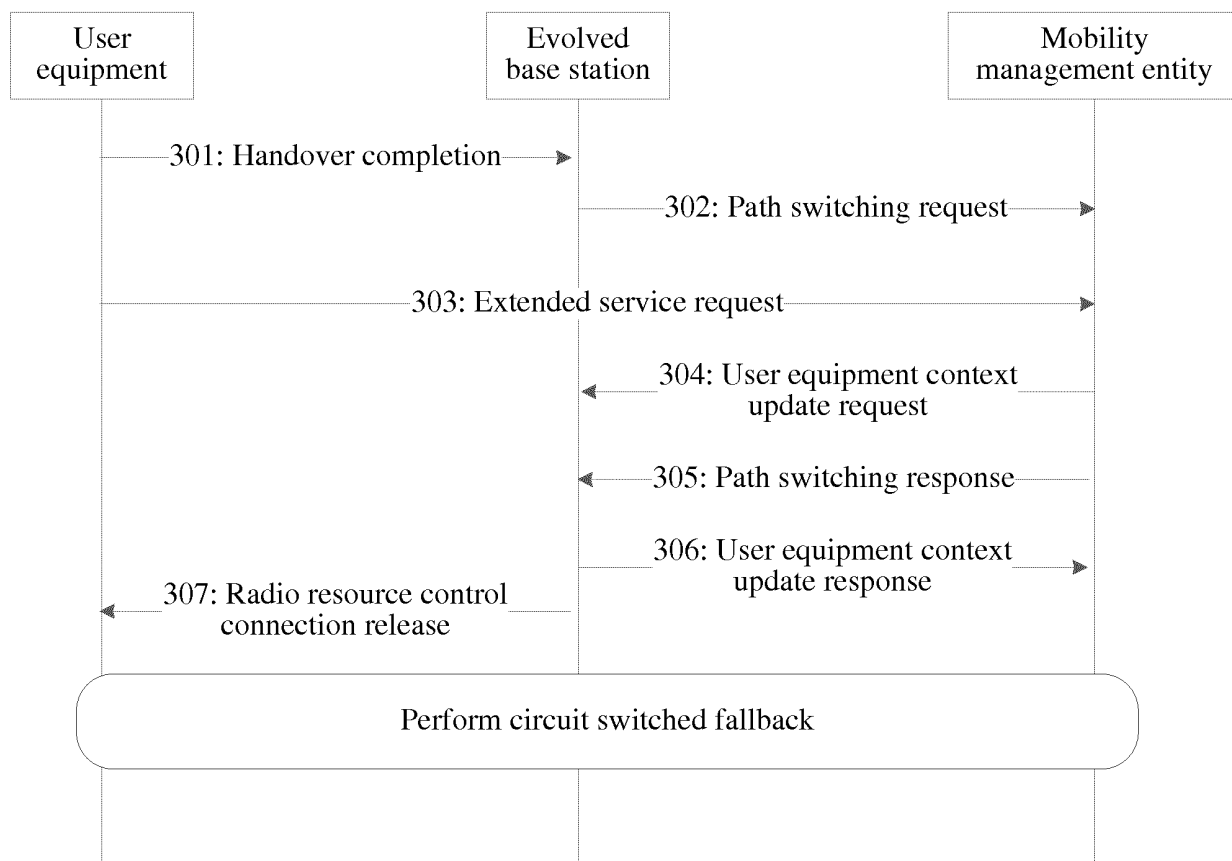 User
equipment
Evolved
base station
Mobility
management entity
301: Handover completion
302: Path switching request
303: Extended service request
304: User equipment context
update request
305: Path switching response
306: User equipment context
update response
307: Radio resource control
connection release
Perform circuit switched fallback